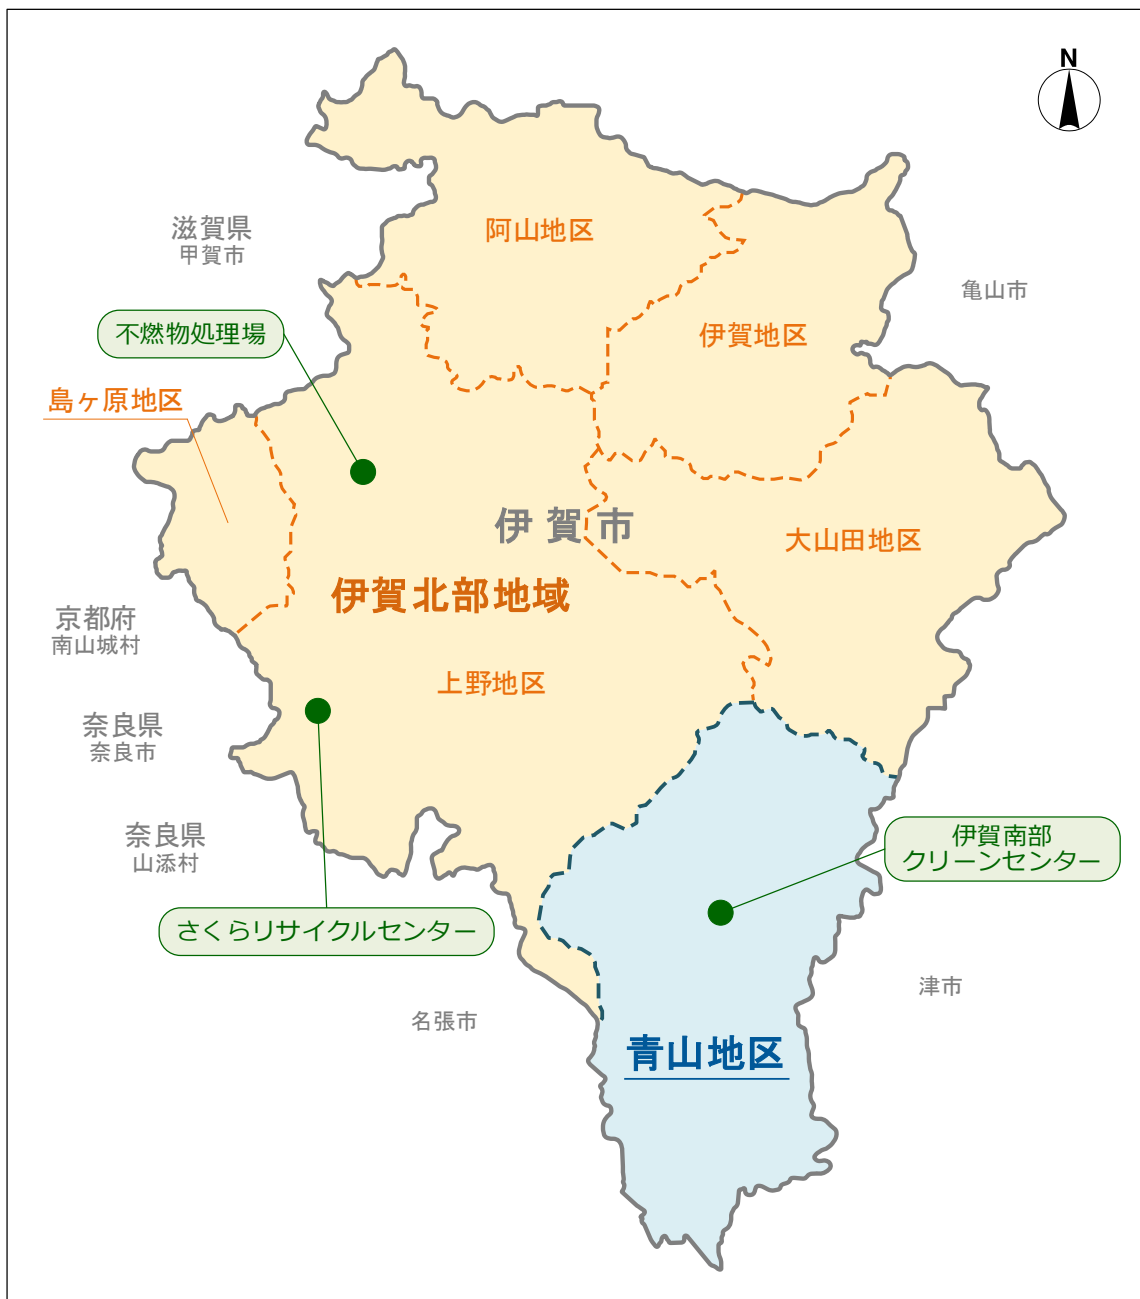 N
滋賀県
甲賀市
阿山地区
亀山市
伊賀地区
不燃物処理場
島ヶ原地区
伊賀市
大山田地区
伊賀北部地域
京都府
南山城村
上野地区
奈良県
奈良市
奈良県
山添村
伊賀南部
クリーンセンター
さくらリサイクルセンター
津市
名張市
青山地区